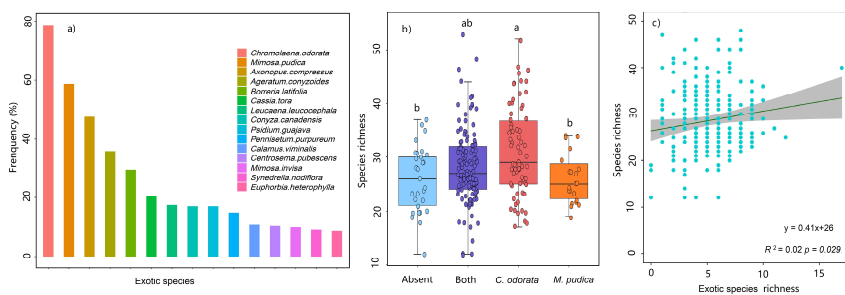 a)
80
60
40
20
0
Frenquency (%)
Chromolaena.odorata
Mimosa.pudica
Axonopus.compressus
Ageratum.conyzoides
Borreria.latifolia
Cassia.tora
Leucaena.leucocephala
Conyza.canadensis
Psidium.guajava
Pennisetum.purpureum
Calamus.viminalis
Centrosema.pubescens
Mimosa.invisa
Synedrella.nodiflora
Euphorbia.heterophylla
Exotic species
b)
50
40
30
20
10
Species richness
b
ab
a
b
Absent Both C. odorata M. pudica
c)
50
40
30
20
10
0
Species richness
y = 0.41x+26
R² = 0.02 p = 0.029.
0 5 10 15
Exotic species richness